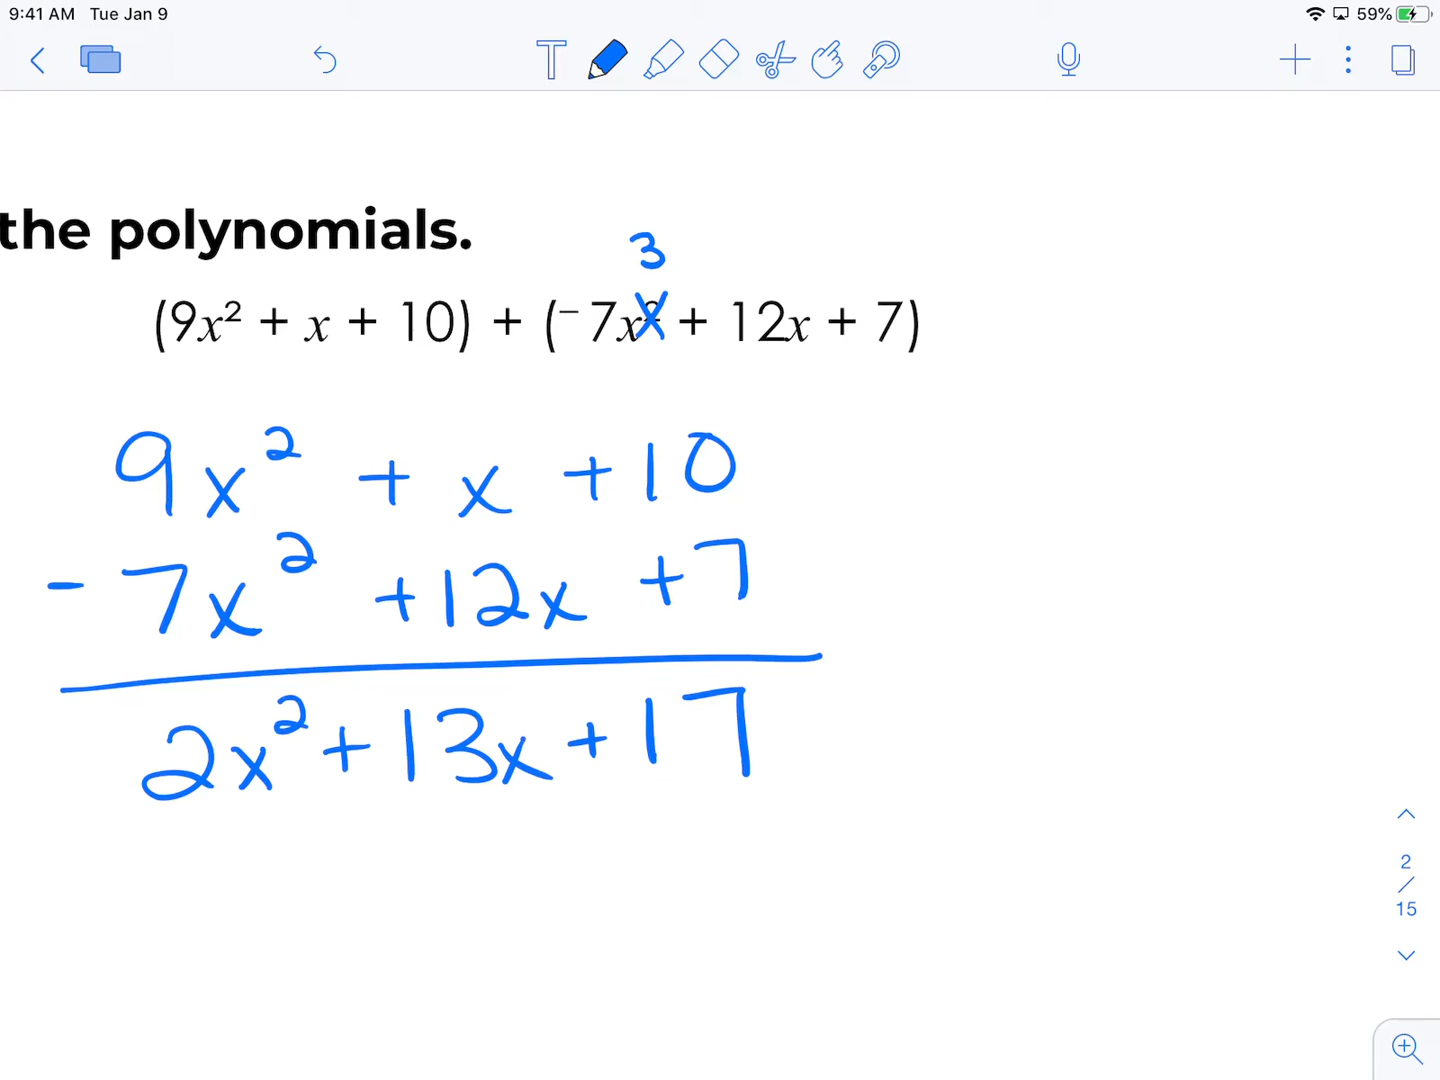 9:41 AM Tue Jan 9 59%
the polynomials.
3
(9x² + x + 10) + (⁻7x² + 12x + 7)
9x² + x + 10
- 7x² + 12x + 7
2x² + 13x + 17
2
/
15